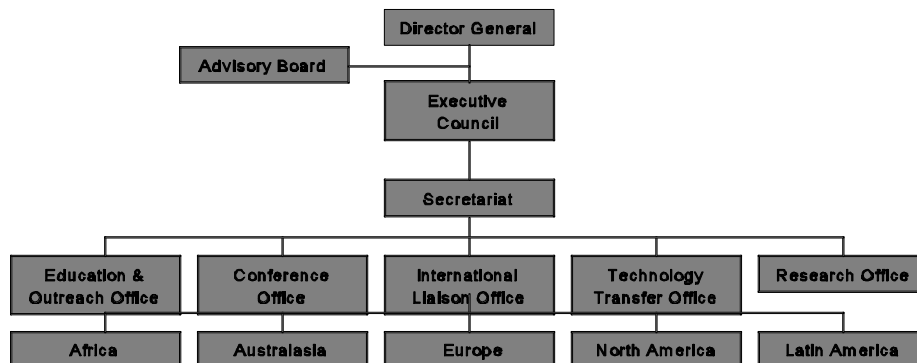 Director General
Advisory Board
Executive
Council
Secretariat
Education &
Outreach Office
Conference
Office
International
Liaison Office
Technology
Transfer Office
Research Office
Africa
Australasia
Europe
North America
Latin America